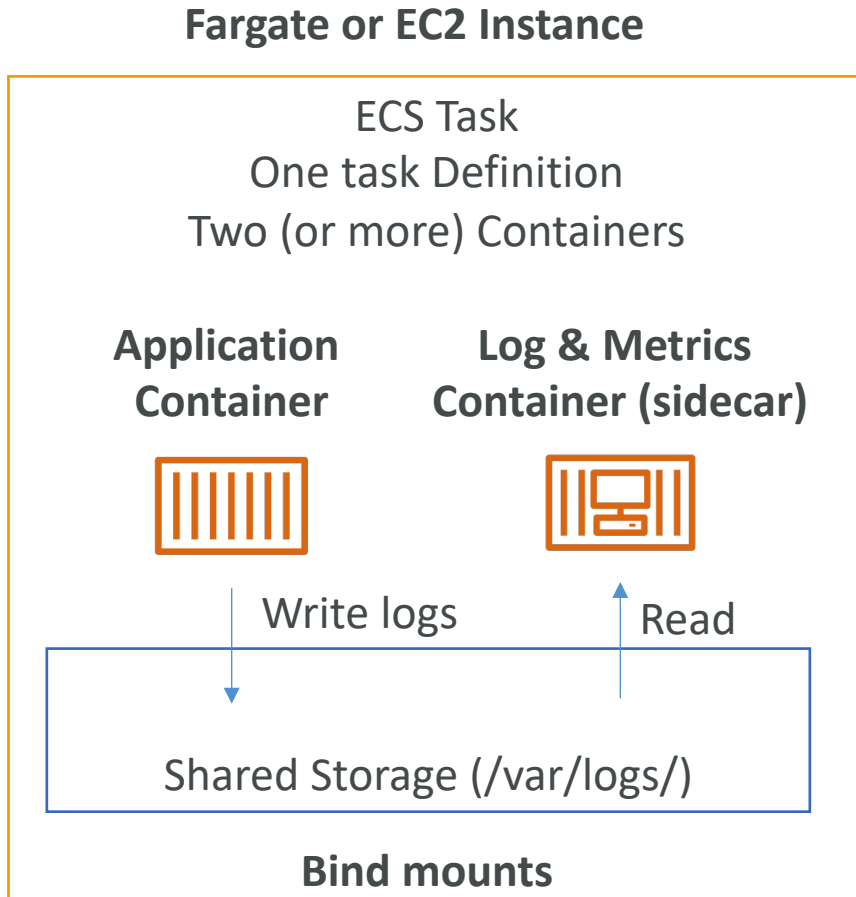 Fargate or EC2 Instance
ECS Task
One task Definition
Two (or more) Containers
Application
Container
Log & Metrics
Container (sidecar)
Write logs
Read
Shared Storage (/var/logs/)
Bind mounts